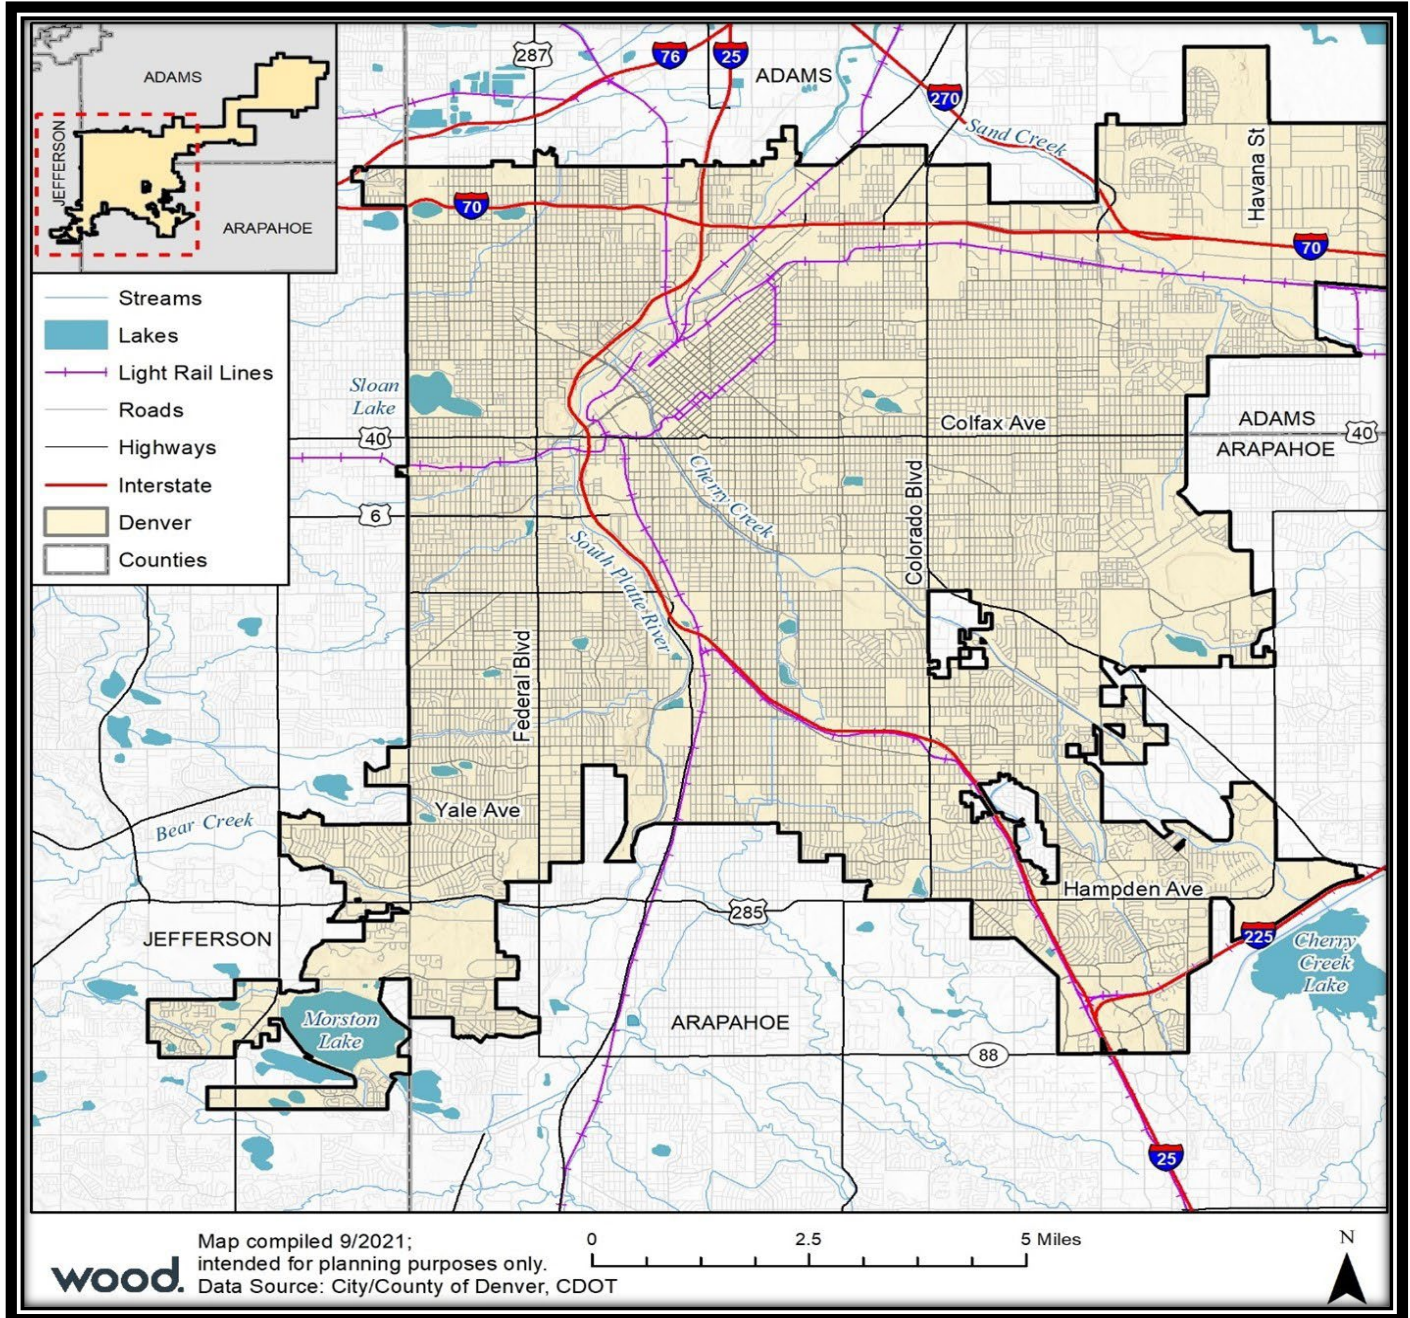 ADAMS
JEFFERSON
ARAPAHOE
Streams
Lakes
Light Rail Lines
Roads
Highways
Interstate
Denver
Counties
287
76
25
ADAMS
270
Sand Creek
Havana St
70
70
Sloan
Lake
40
Colfax Ave
ADAMS
40
ARAPAHOE
6
Cherry Creek
Colorado Blvd
South Platte River
Federal Blvd
Yale Ave
Bear Creek
Hampden Ave
285
225
JEFFERSON
Cherry
Creek
Lake
Morston
Lake
ARAPAHOE
88
25
wood.
Map compiled 9/2021;
intended for planning purposes only.
Data Source: City/County of Denver, CDOT
0 2.5 5 Miles
N